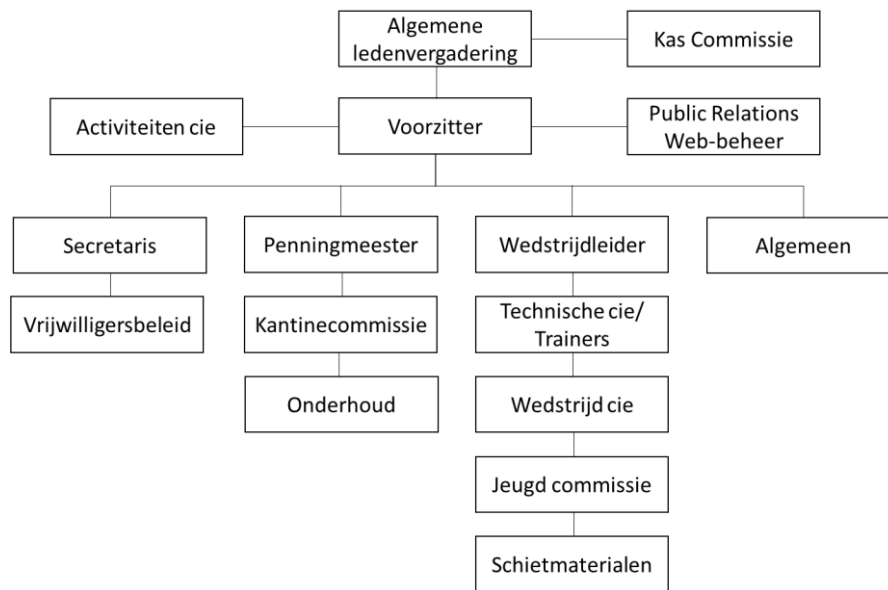 Algemene
ledenvergadering
Kas Commissie
Activiteiten cie
Voorzitter
Public Relations
Web-beheer
Secretaris
Penningmeester
Wedstrijdleider
Algemeen
Vrijwilligersbeleid
Kantinecommissie
Technische cie/
Trainers
Onderhoud
Wedstrijd cie
Jeugd commissie
Schietmaterialen